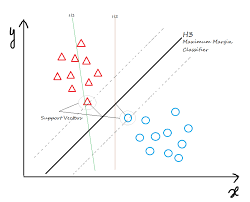 H1
H2
y
H3
Maximum Margin
Classifier
Support Vectors
x